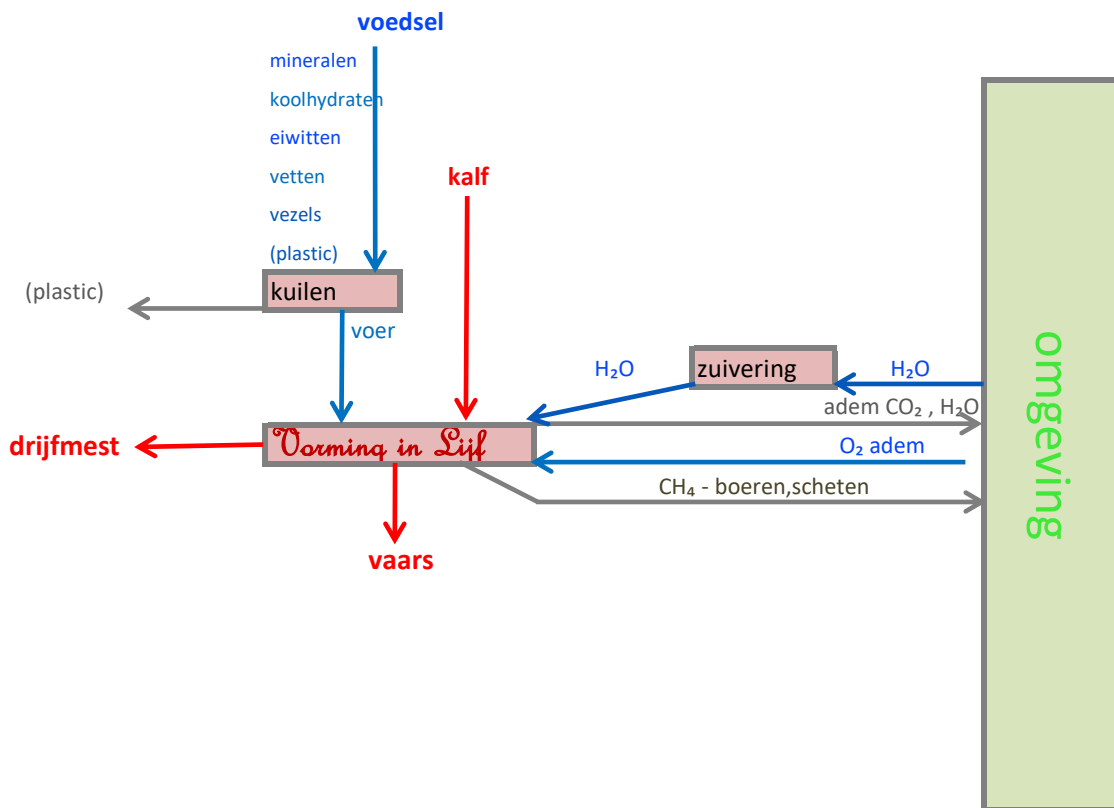 voedsel
mineralen
koolhydraten
eiwitten
vetten
vezels
(plastic)
kalf
(plastic)
kuilen
voer
H₂O
zuivering
H₂O
adem CO₂ , H₂O
drijfmest
Vorming in Lijf
O₂ adem
CH₄ - boeren,scheten
vaars
omgeving